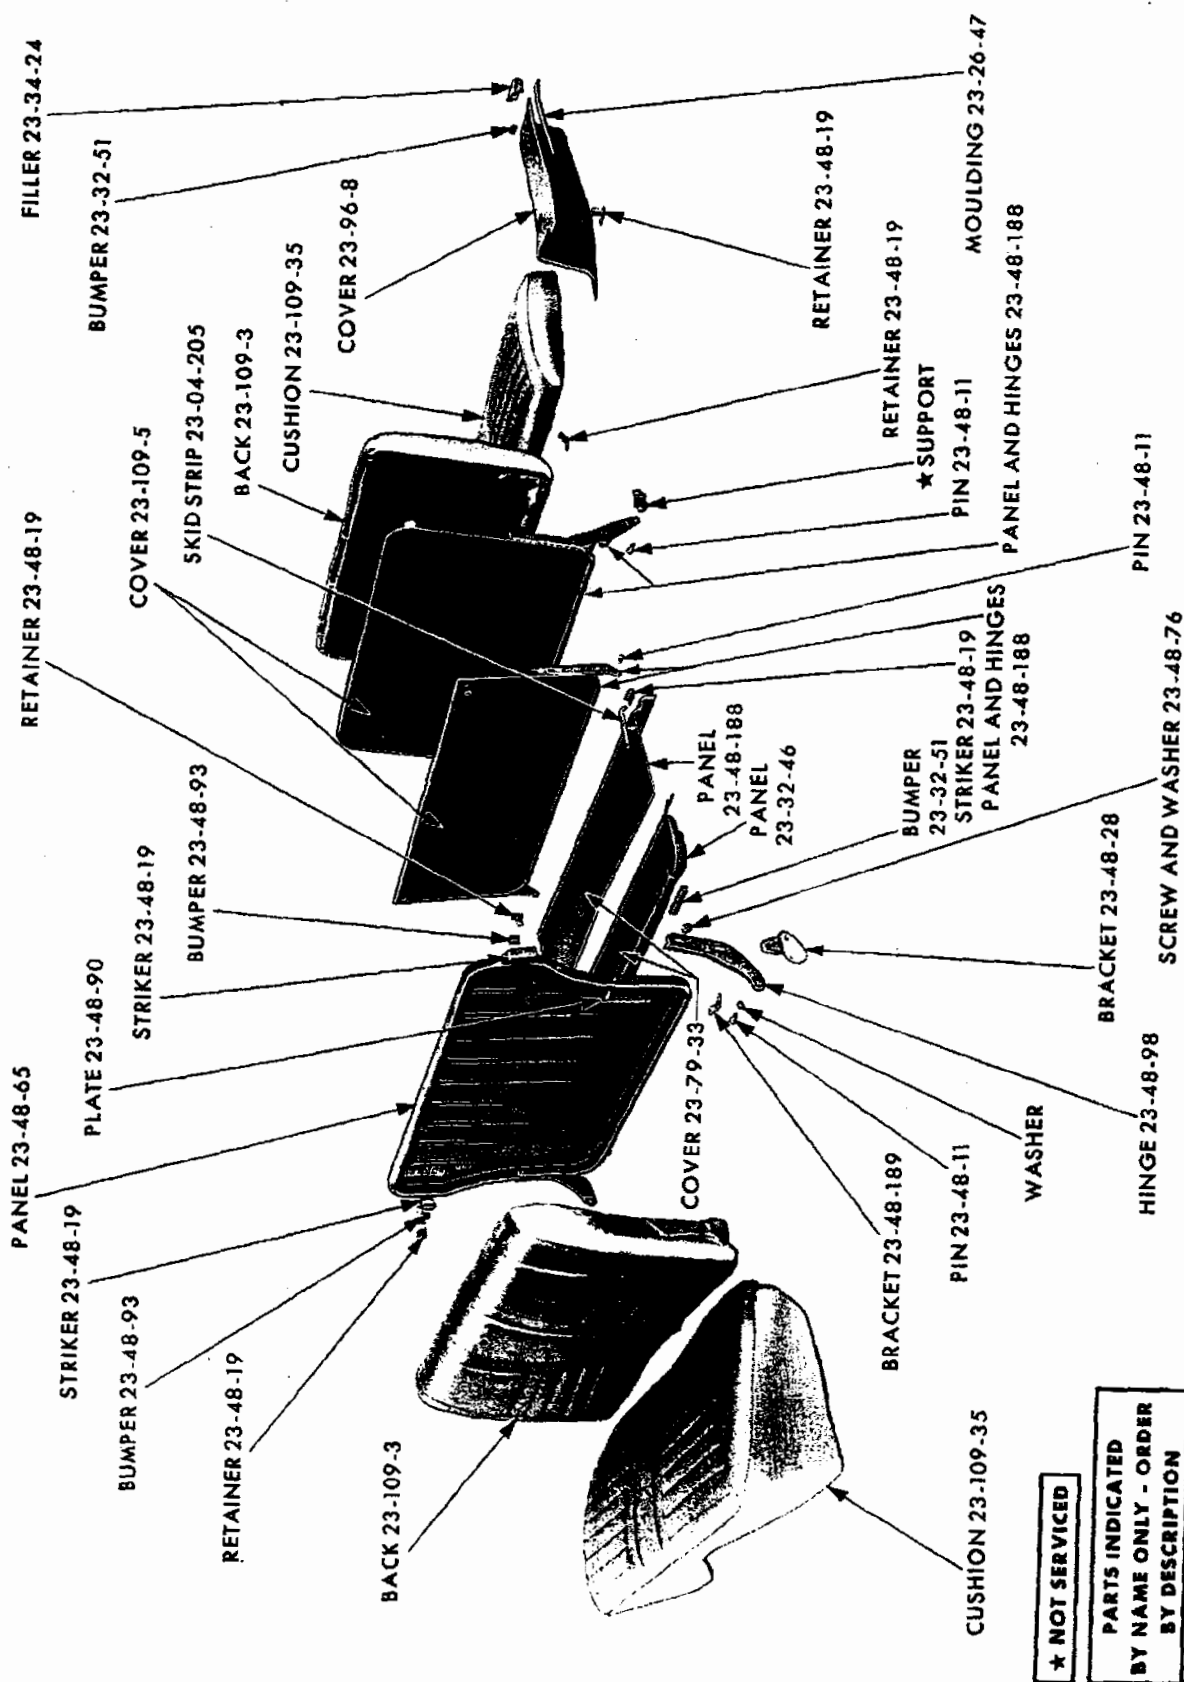 FILLER 23-34-24
BUMPER 23-32-51
COVER 23-96-8
CUSHION 23-109-35
BACK 23-109-3
SKID STRIP 23-04-205
COVER 23-109-5
RETAINER 23-48-19
BUMPER 23-48-93
STRIKER 23-48-19
PLATE 23-48-90
PANEL 23-48-65
STRIKER 23-48-19
BUMPER 23-48-93
RETAINER 23-48-19
BACK 23-109-3
CUSHION 23-109-35
MOULDING 23-26-47
RETAINER 23-48-19
RETAINER 23-48-19
★ SUPPORT
PIN 23-48-11
PANEL AND HINGES 23-48-188
PIN 23-48-11
PANEL
23-48-188
PANEL
23-32-46
BUMPER
23-32-51
STRIKER 23-48-19
PANEL AND HINGES
23-48-188
SCREW AND WASHER 23-48-76
BRACKET 23-48-28
HINGE 23-48-98
WASHER
PIN 23-48-11
BRACKET 23-48-189
COVER 23-79-33
★ NOT SERVICED
PARTS INDICATED
BY NAME ONLY - ORDER
BY DESCRIPTION